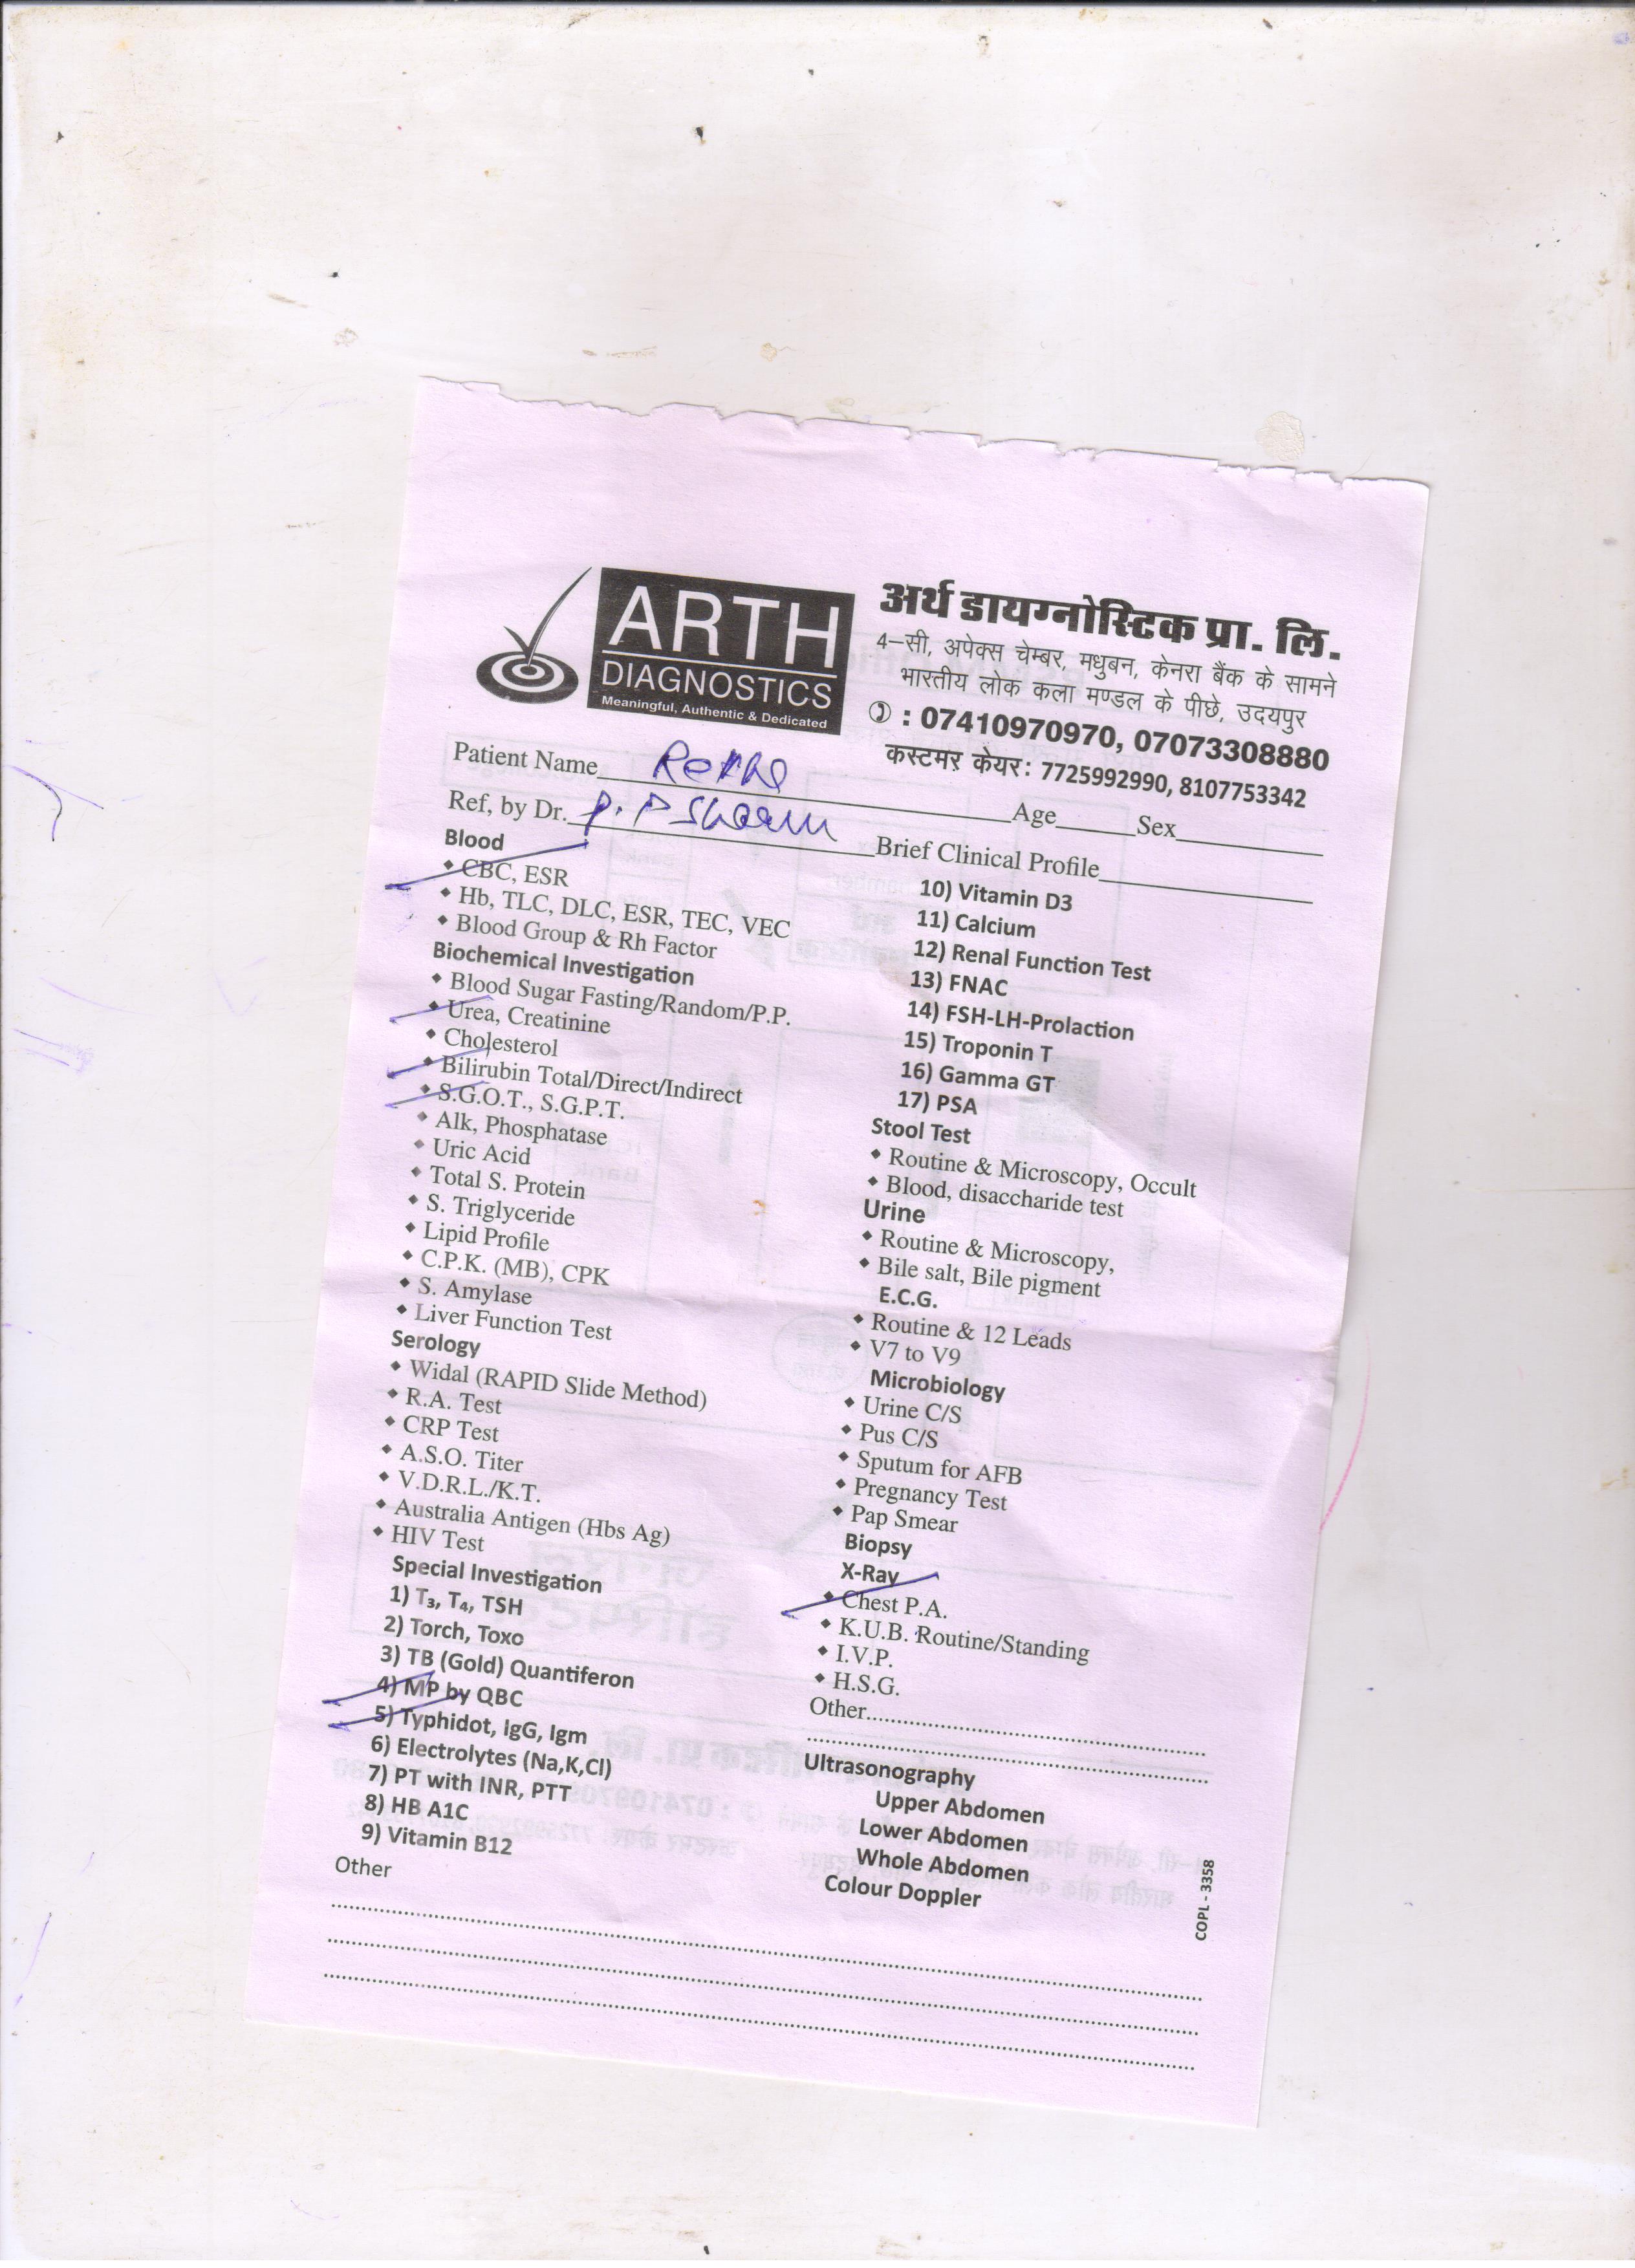 ARTH
DIAGNOSTICS
Meaningful, Authentic & Dedicated
अर्थ डायग्नोस्टिक प्रा. लि.
4–सी, अपेक्स चेम्बर, मधुबन, केनरा बैंक के सामने
भारतीय लोक कला मण्डल के पीछे, उदयपुर
: 07410970970, 07073308880
कस्टमर केयर: 7725992990, 8107753342
Patient Name Age Sex
Ref, by Dr. P. P Sharm Brief Clinical Profile
Blood
CBC, ESR
Hb, TLC, DLC, ESR, TEC, VEC
Blood Group & Rh Factor
Biochemical Investigation
Blood Sugar Fasting/Random/P.P.
Urea, Creatinine
Cholesterol
Bilirubin Total/Direct/Indirect
S.G.O.T., S.G.P.T.
Alk, Phosphatase
Uric Acid
Total S. Protein
S. Triglyceride
Lipid Profile
C.P.K. (MB), CPK
S. Amylase
Liver Function Test
Serology
Widal (RAPID Slide Method)
R.A. Test
CRP Test
A.S.O. Titer
V.D.R.L./K.T.
Australia Antigen (Hbs Ag)
HIV Test
Special Investigation
1) T₃, T₄, TSH
2) Torch, Toxo
3) TB (Gold) Quantiferon
4) MP by QBC
5) Typhidot, IgG, Igm
6) Electrolytes (Na,K,Cl)
7) PT with INR, PTT
8) HB A1C
9) Vitamin B12
Other
10) Vitamin D3
11) Calcium
12) Renal Function Test
13) FNAC
14) FSH-LH-Prolaction
15) Troponin T
16) Gamma GT
17) PSA
Stool Test
Routine & Microscopy, Occult
Blood, disaccharide test
Urine
Routine & Microscopy,
Bile salt, Bile pigment
E.C.G.
Routine & 12 Leads
V7 to V9
Microbiology
Urine C/S
Pus C/S
Sputum for AFB
Pregnancy Test
Pap Smear
Biopsy
X-Ray
Chest P.A.
K.U.B. Routine/Standing
I.V.P.
H.S.G.
Other
Ultrasonography
Upper Abdomen
Lower Abdomen
Whole Abdomen
Colour Doppler
COPL - 3358